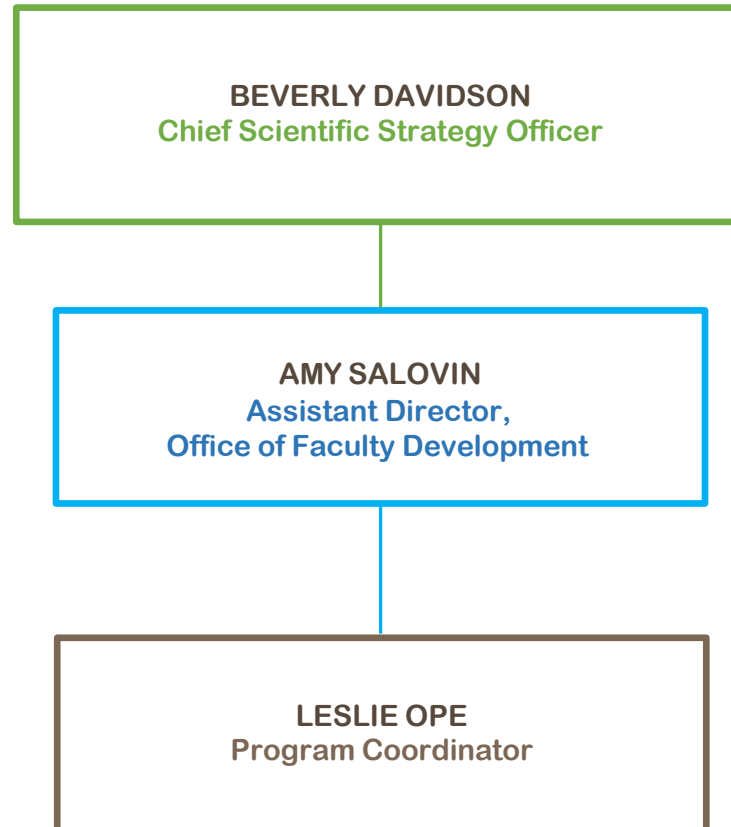 BEVERLY DAVIDSON
Chief Scientific Strategy Officer
AMY SALOVIN
Assistant Director,
Office of Faculty Development
LESLIE OPE
Program Coordinator